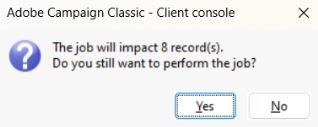 Adobe Campaign Classic - Client console
The job will impact 8 record(s).
Do you still want to perform the job?
Yes
No